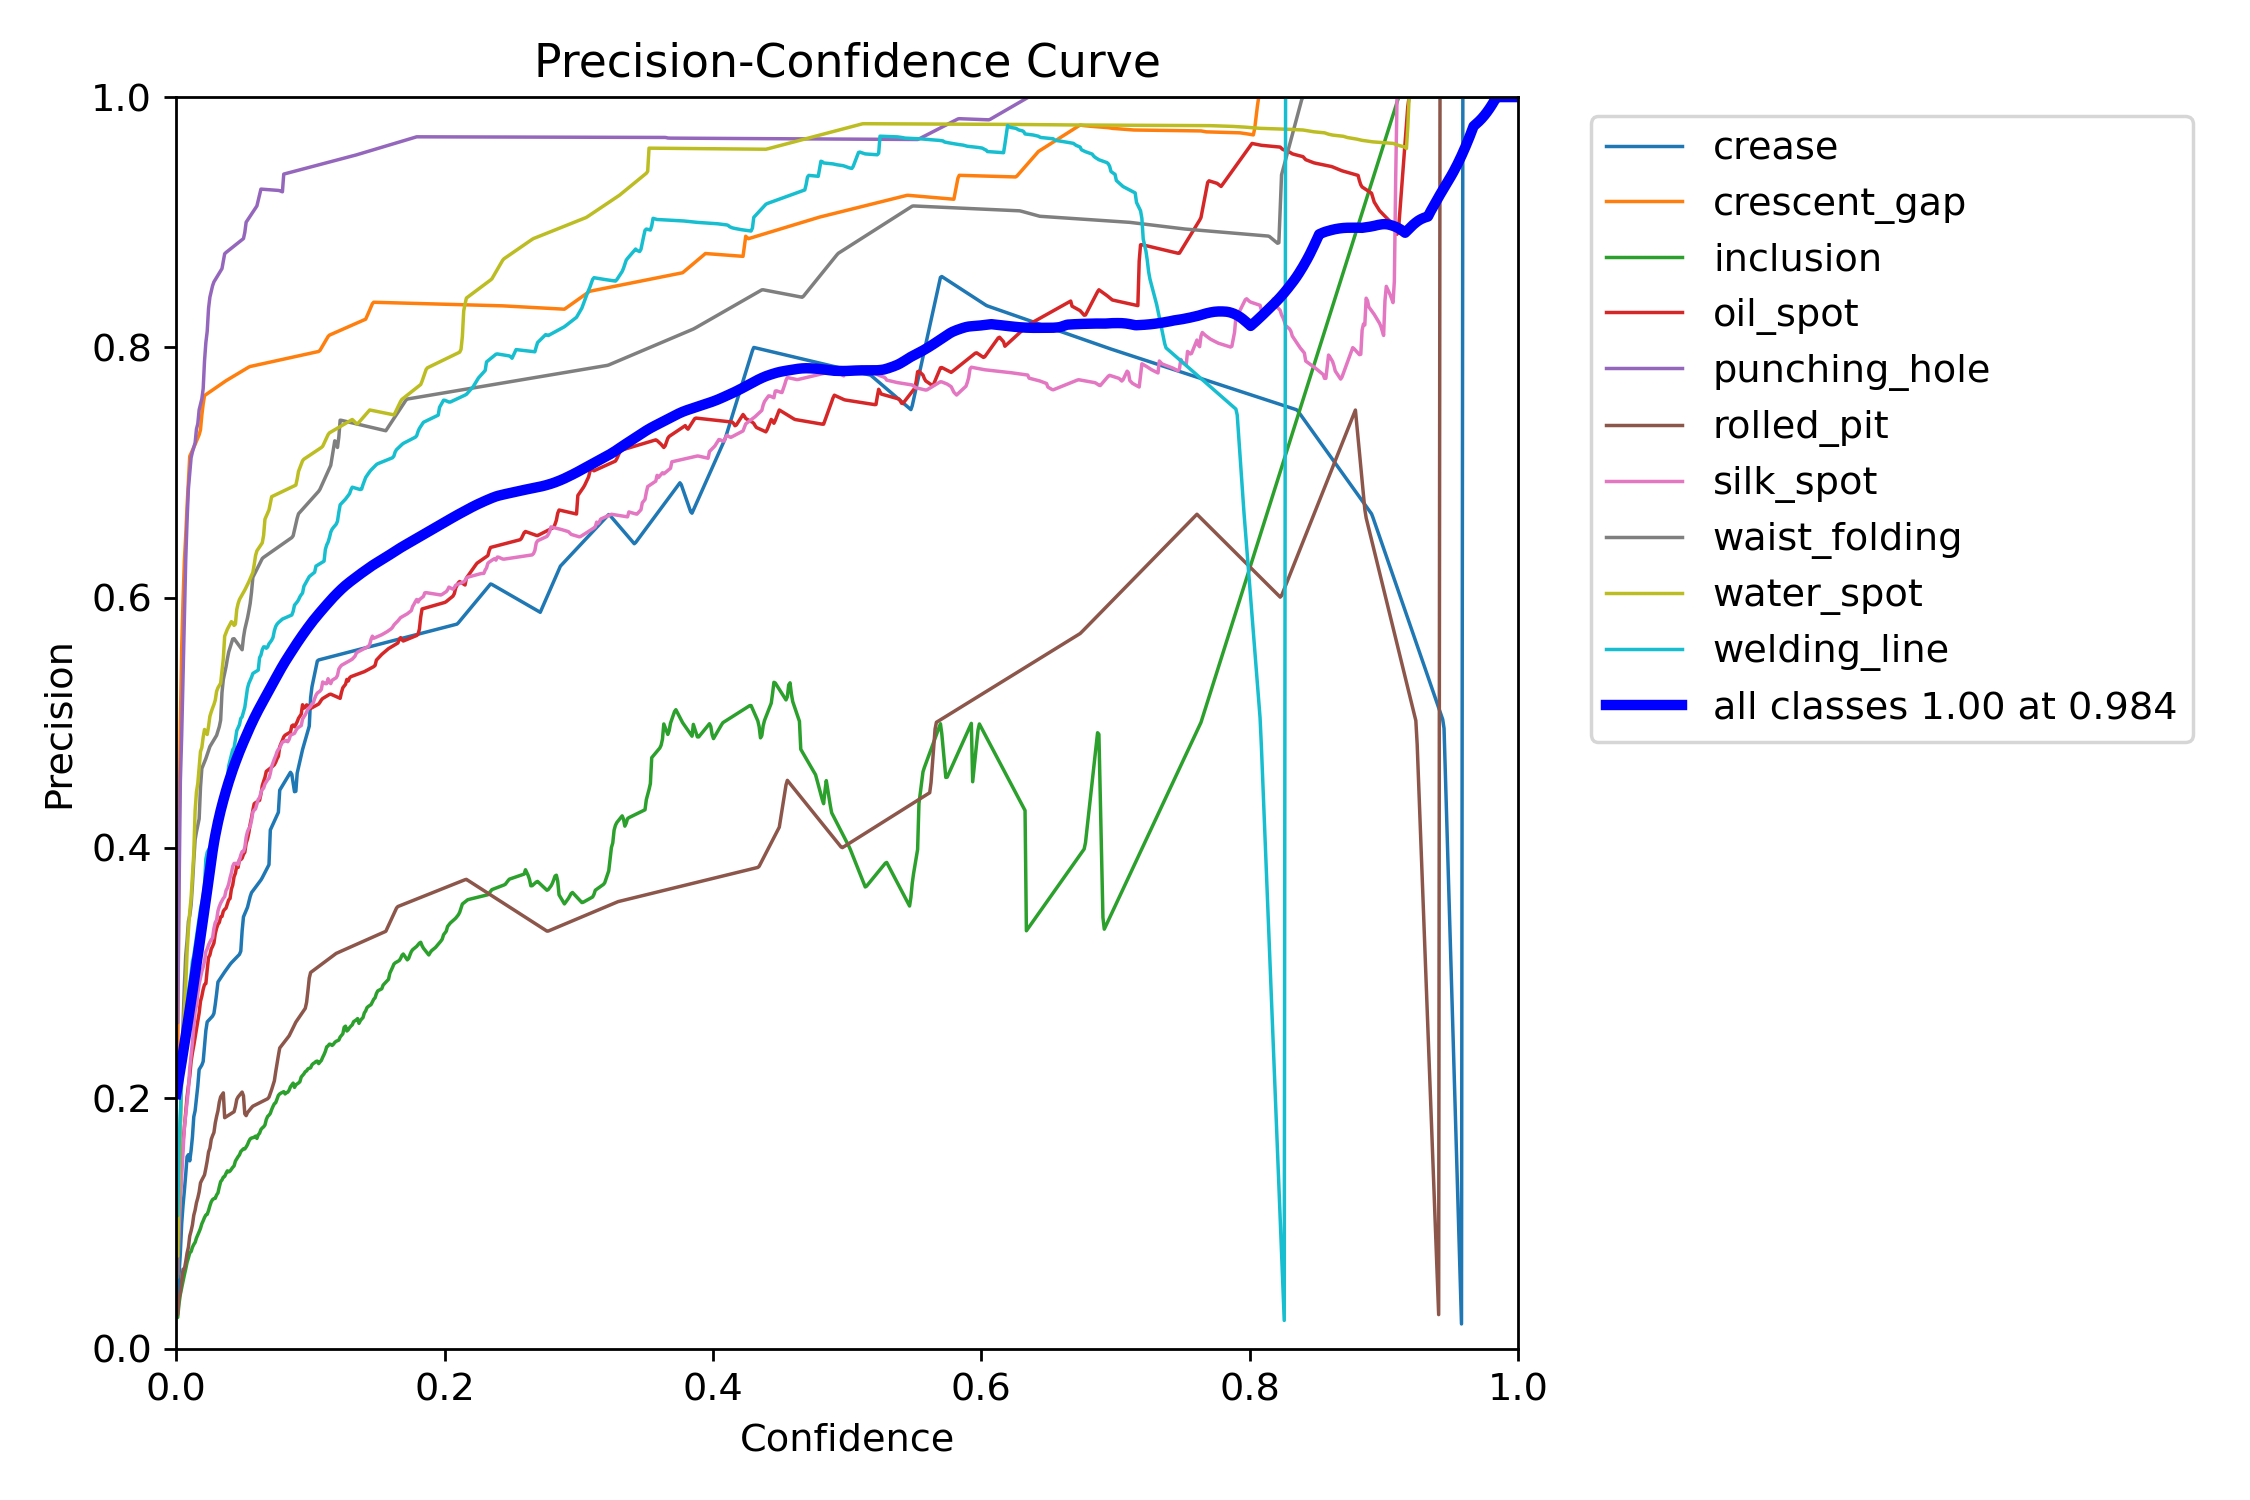 Precision-Confidence Curve
1.0
0.8
0.6
0.4
0.2
0.0
Precision
0.0 0.2 0.4 0.6 0.8 1.0
Confidence
crease
crescent_gap
inclusion
oil_spot
punching_hole
rolled_pit
silk_spot
waist_folding
water_spot
welding_line
all classes 1.00 at 0.984